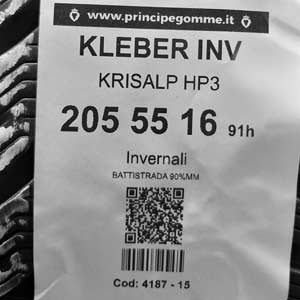 www.principegomme.it
KLEBER INV
KRISALP HP3
205 55 16 91h
Invernali
BATTISTRADA 90%MM
Cod: 4187 - 15